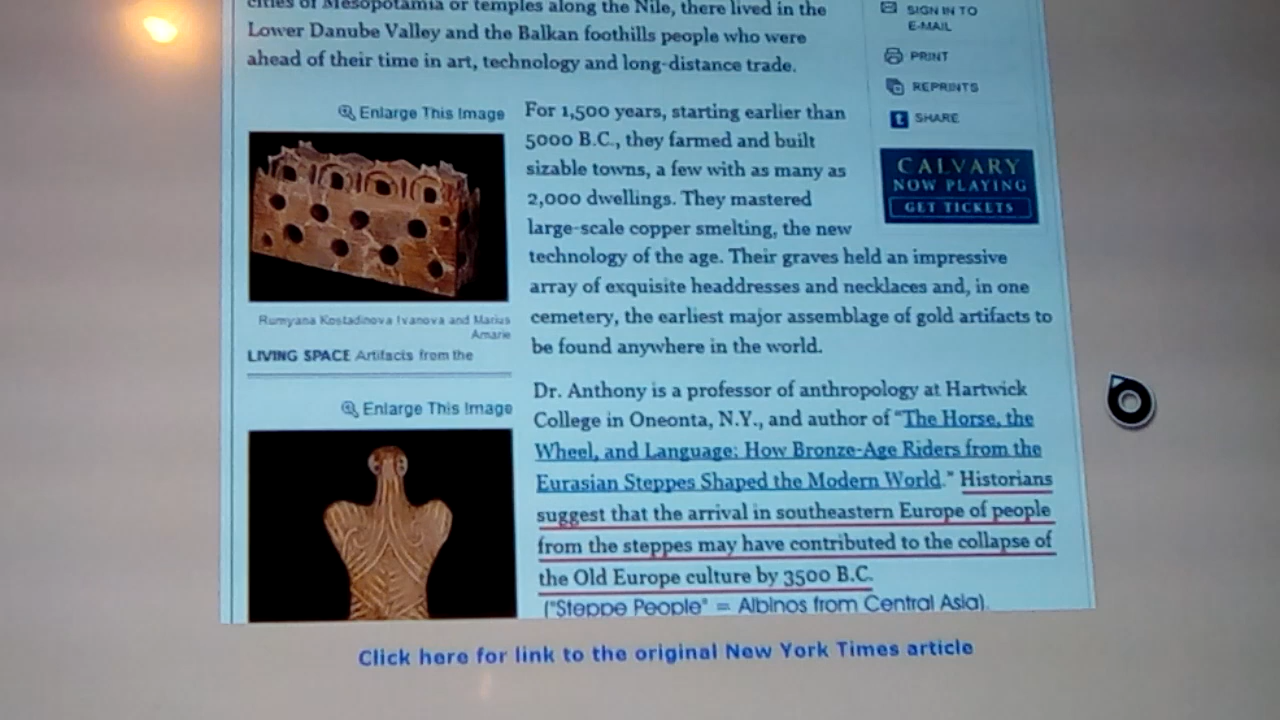 cities of Mesopotamia or temples along the Nile, there lived in the
Lower Danube Valley and the Balkan foothills people who were
ahead of their time in art, technology and long-distance trade.
SIGN IN TO
E-MAIL
PRINT
REPRINTS
SHARE
CALVARY
NOW PLAYING
GET TICKETS
Enlarge This Image
Rumyana Kostadinova Ivanova and Marius
Amarie
LIVING SPACE Artifacts from the
Enlarge This Image
For 1,500 years, starting earlier than
5000 B.C., they farmed and built
sizable towns, a few with as many as
2,000 dwellings. They mastered
large-scale copper smelting, the new
technology of the age. Their graves held an impressive
array of exquisite headdresses and necklaces and, in one
cemetery, the earliest major assemblage of gold artifacts to
be found anywhere in the world.
Dr. Anthony is a professor of anthropology at Hartwick
College in Oneonta, N.Y., and author of “The Horse, the
Wheel, and Language: How Bronze-Age Riders from the
Eurasian Steppes Shaped the Modern World.” Historians
suggest that the arrival in southeastern Europe of people
from the steppes may have contributed to the collapse of
the Old Europe culture by 3500 B.C.
("Steppe People" = Albinos from Central Asia).
Click here for link to the original New York Times article